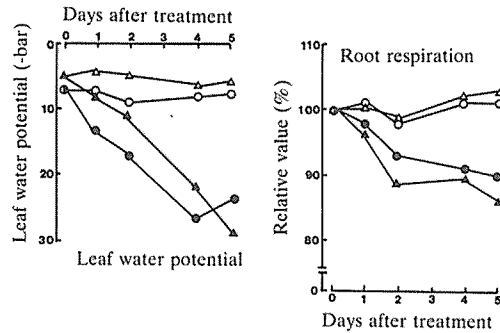 Days after treatment
0 1 2 3 4 5
Leaf water potential (-bar)
0
10
20
30
Leaf water potential
Root respiration
Relative value (%)
110
100
90
80
0
0 1 2 3 4 5
Days after treatment